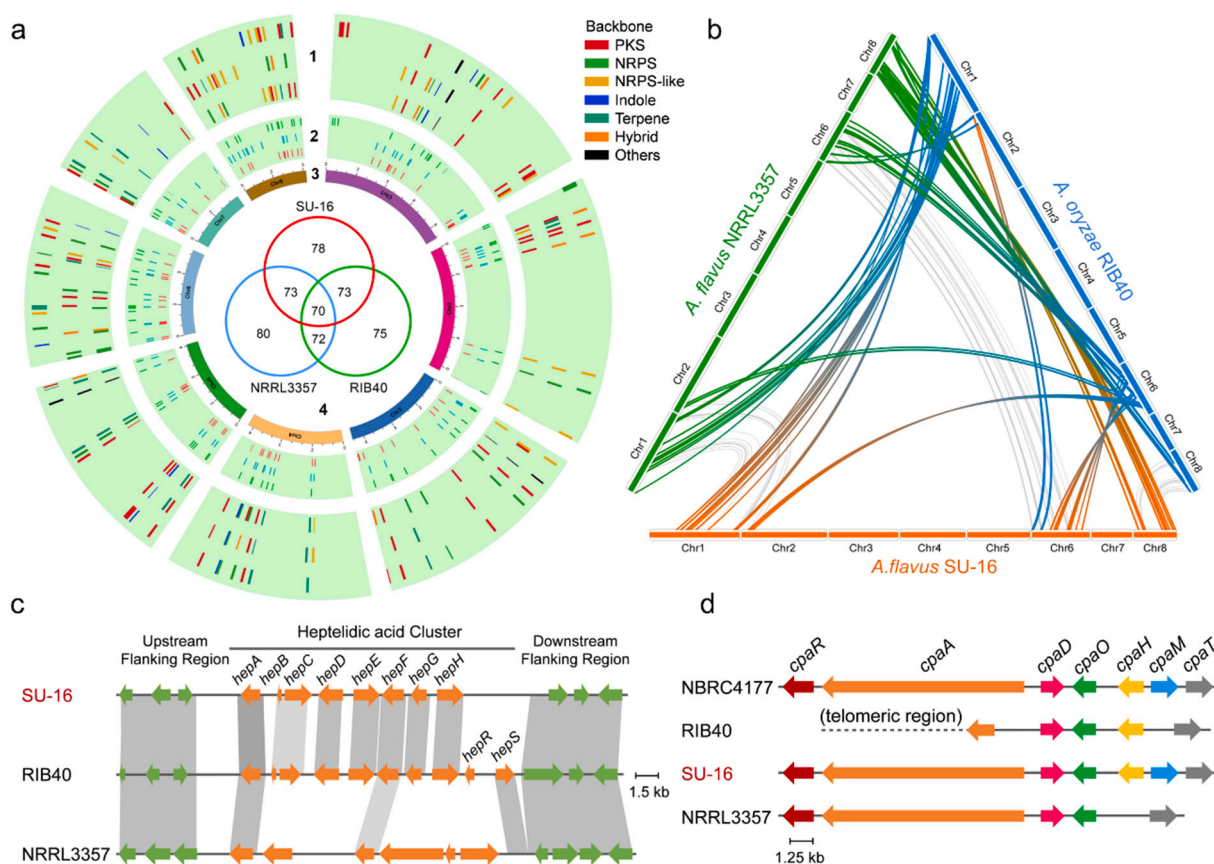 a
Backbone
PKS
NRPS
NRPS-like
Indole
Terpene
Hybrid
Others
1
2
3
4
Chr1
Chr3
Chr4
Chr7
Chr8
SU-16
78
73
73
70
80
72
75
NRRL3357
RIB40
b
A. flavus NRRL3357
Chr8
Chr7
Chr6
Chr5
Chr4
Chr3
Chr2
Chr1
A. oryzae RIB40
Chr1
Chr2
Chr3
Chr4
Chr5
Chr6
Chr7
Chr8
Chr1
Chr2
Chr3
Chr4
Chr5
Chr6
Chr7
Chr8
A.flavus SU-16
c
Upstream
Flanking Region
Heptelidic acid Cluster
Downstream
Flanking Region
hepA
hepB
hepC
hepD
hepE
hepF
hepG
hepH
SU-16
hepR
hepS
RIB40
1.5 kb
NRRL3357
d
cpaR
cpaA
cpaD
cpaO
cpaH
cpaM
cpaT
NBRC4177
(telomeric region)
RIB40
SU-16
NRRL3357
1.25 kb